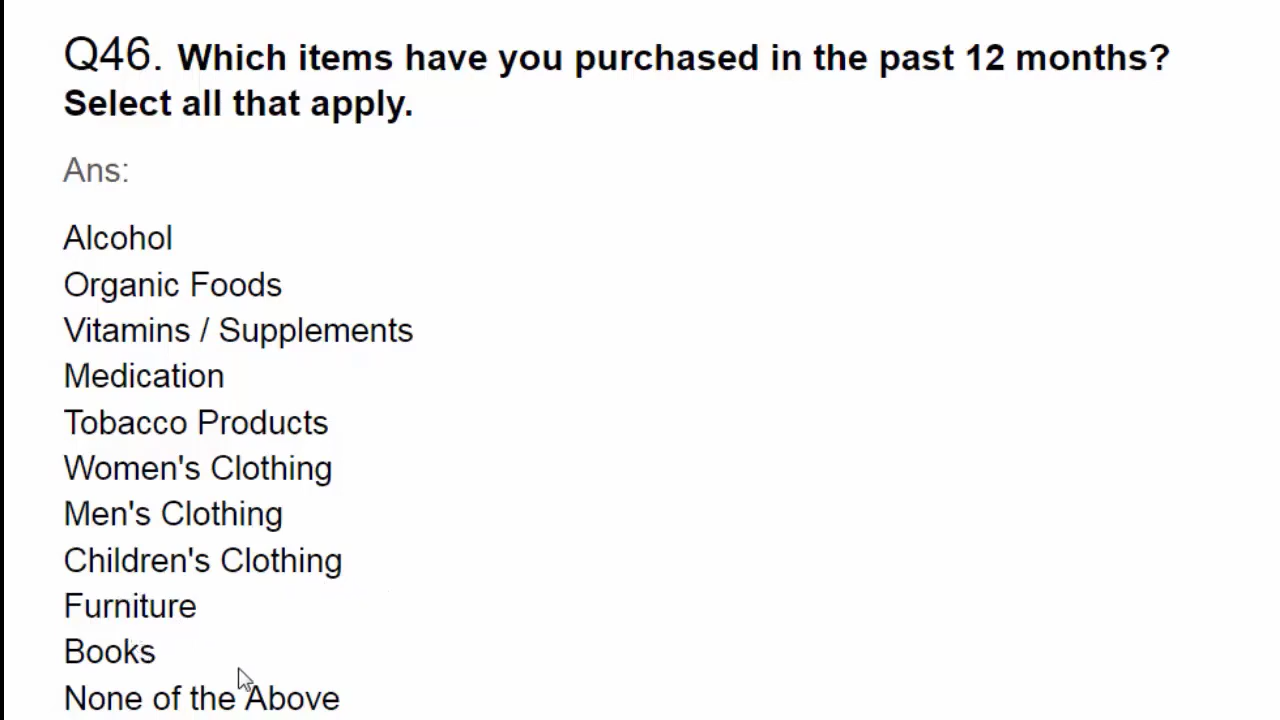 Q46. Which items have you purchased in the past 12 months?
Select all that apply.
Ans:
Alcohol
Organic Foods
Vitamins / Supplements
Medication
Tobacco Products
Women's Clothing
Men's Clothing
Children's Clothing
Furniture
Books
None of the Above